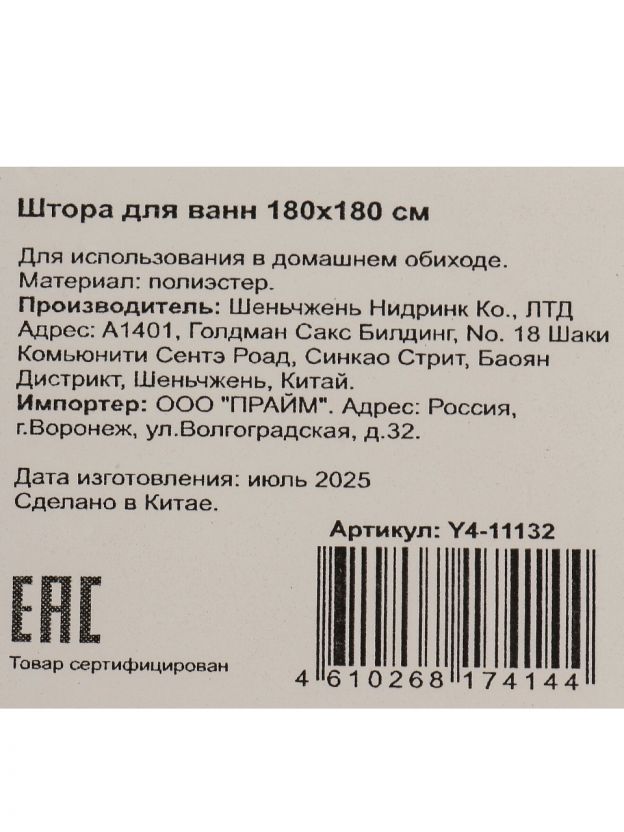 Штора для ванн 180х180 см
Для использования в домашнем обиходе.
Материал: полиэстер.
Производитель: Шеньчжень Нидринк Ко., ЛТД
Адрес: А1401, Голдман Сакс Билдинг, No. 18 Шаки
Комьюнити Сентэ Роад, Синкао Стрит, Баоян
Дистрикт, Шеньчжень, Китай.
Импортер: ООО "ПРАЙМ". Адрес: Россия,
г.Воронеж, ул.Волгоградская, д.32.
Дата изготовления: июль 2025
Сделано в Китае.
Артикул: Y4-11132
EAC
Товар сертифицирован
4 610268 174144